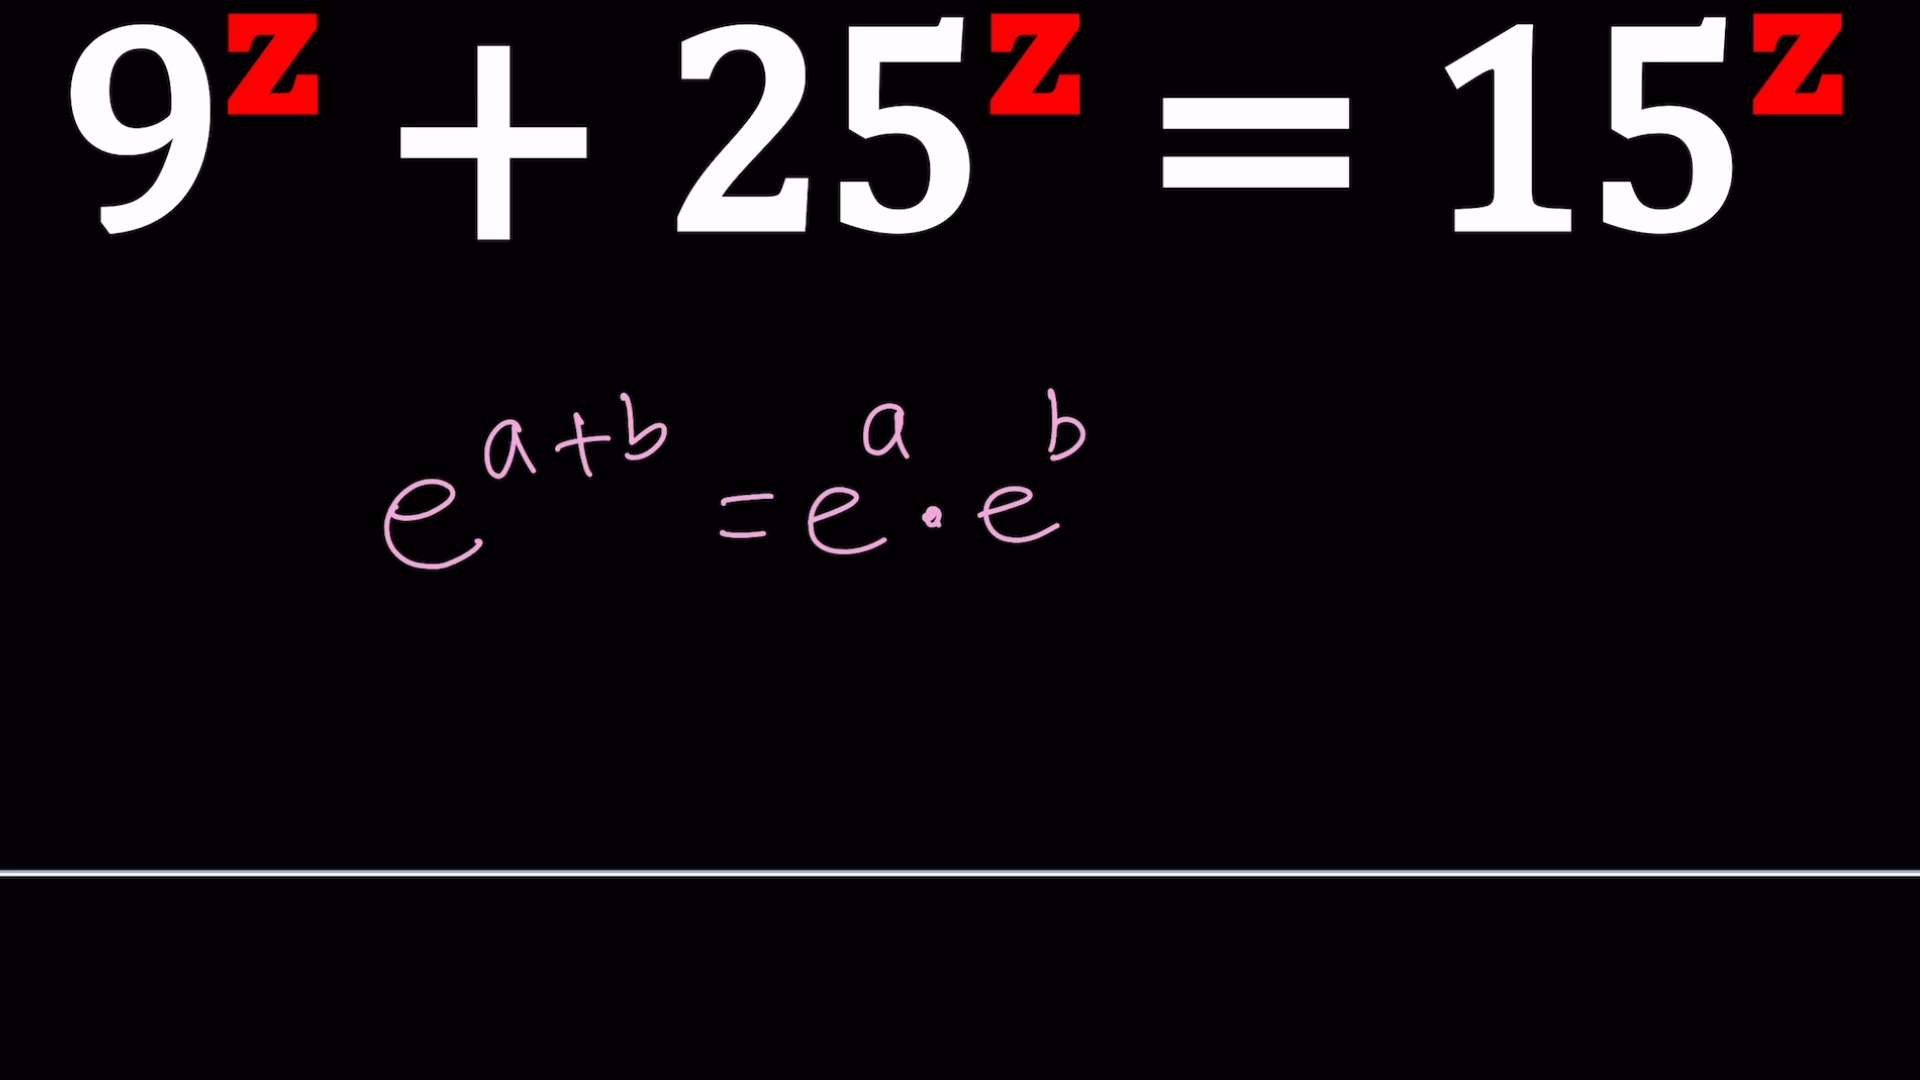 9^z + 25^z = 15^z
e^{a+b} = e^a • e^b